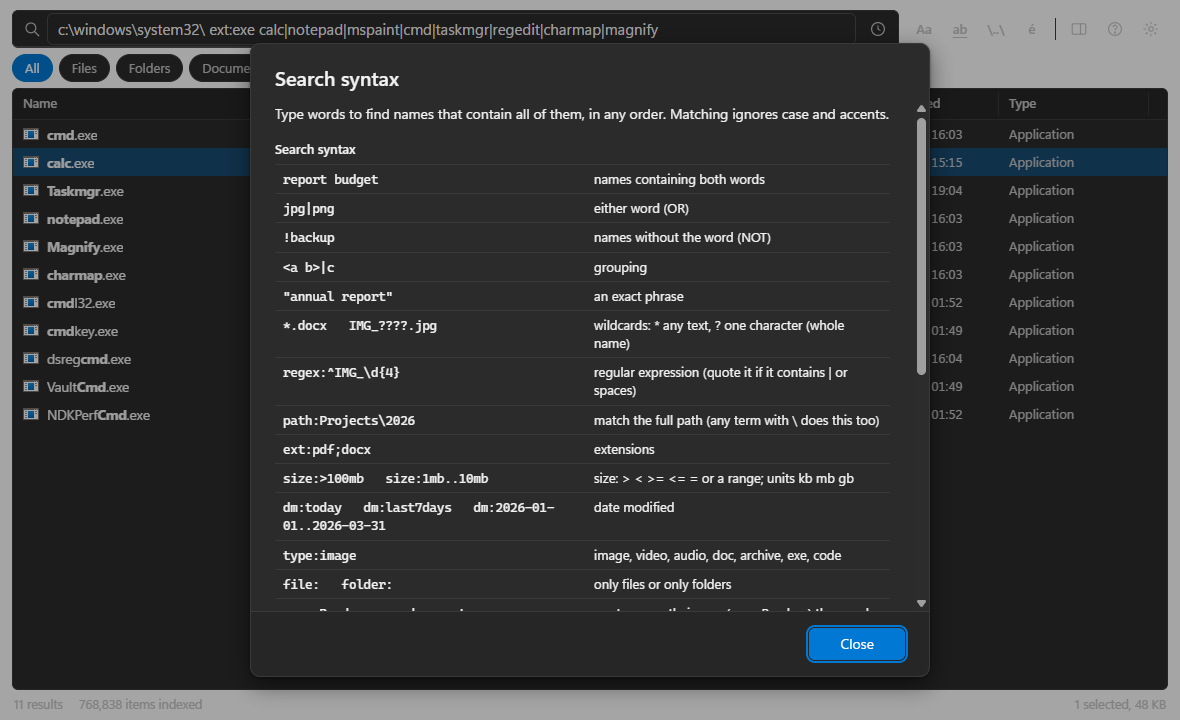 c:\windows\system32\ ext:exe calc|notepad|mspaint|cmd|taskmgr|regedit|charmap|magnify
Aa ab \..\ é
All Files Folders Docume
Name ed Type
cmd.exe 16:03 Application
calc.exe 15:15 Application
Taskmgr.exe 19:04 Application
notepad.exe 16:03 Application
Magnify.exe 16:03 Application
charmap.exe 16:03 Application
cmdl32.exe 01:52 Application
cmdkey.exe 01:49 Application
dsregcmd.exe 16:04 Application
VaultCmd.exe 01:49 Application
NDKPerfCmd.exe 01:52 Application
Search syntax
Type words to find names that contain all of them, in any order. Matching ignores case and accents.
Search syntax
report budget names containing both words
jpg|png either word (OR)
!backup names without the word (NOT)
<a b>|c grouping
"annual report" an exact phrase
*.docx IMG_????.jpg wildcards: * any text, ? one character (whole
name)
regex:^IMG_\d{4} regular expression (quote it if it contains | or
spaces)
path:Projects\2026 match the full path (any term with \ does this too)
ext:pdf;docx extensions
size:>100mb size:1mb..10mb size: > < >= <= = or a range; units kb mb gb
dm:today dm:last7days dm:2026-01-
01..2026-03-31 date modified
type:image image, video, audio, doc, archive, exe, code
file: folder: only files or only folders
Close
11 results 768,838 items indexed 1 selected, 48 KB